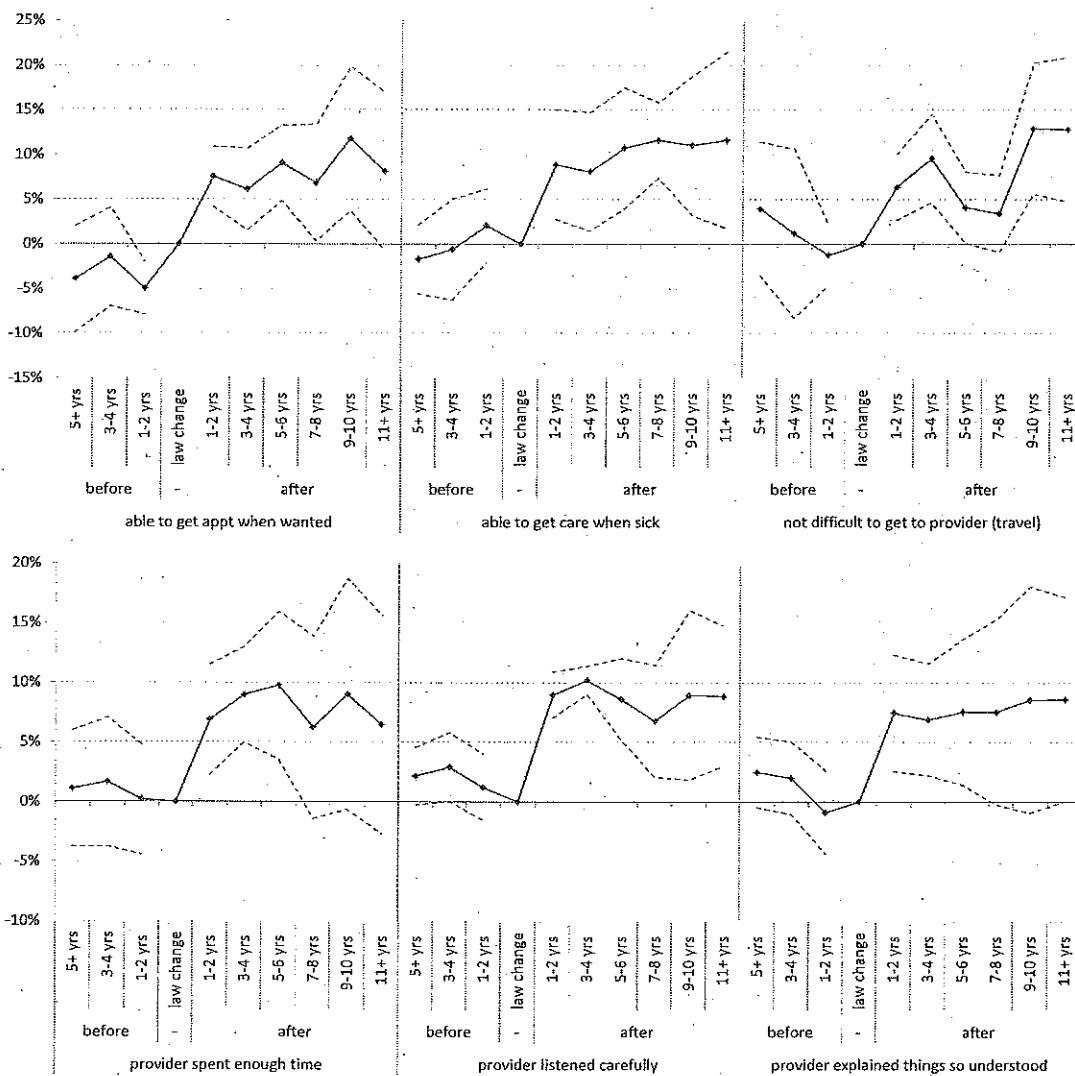 25%
20%
15%
10%
5%
0%
-5%
-10%
-15%
5+ yrs 3-4 yrs 1-2 yrs law change 1-2 yrs 3-4 yrs 5-6 yrs 7-8 yrs 9-10 yrs 11+ yrs 5+ yrs 3-4 yrs 1-2 yrs law change 1-2 yrs 3-4 yrs 5-6 yrs 7-8 yrs 9-10 yrs 11+ yrs 5+ yrs 3-4 yrs 1-2 yrs law change 1-2 yrs 3-4 yrs 5-6 yrs 7-8 yrs 9-10 yrs 11+ yrs
before - after before - after before - after
able to get appt when wanted able to get care when sick not difficult to get to provider (travel)
20%
15%
10%
5%
0%
-5%
-10%
5+ yrs 3-4 yrs 1-2 yrs law change 1-2 yrs 3-4 yrs 5-6 yrs 7-8 yrs 9-10 yrs 11+ yrs 5+ yrs 3-4 yrs 1-2 yrs law change 1-2 yrs 3-4 yrs 5-6 yrs 7-8 yrs 9-10 yrs 11+ yrs 5+ yrs 3-4 yrs 1-2 yrs law change 1-2 yrs 3-4 yrs 5-6 yrs 7-8 yrs 9-10 yrs 11+ yrs
before - after before - after before - after
provider spent enough time provider listened carefully provider explained things so understood